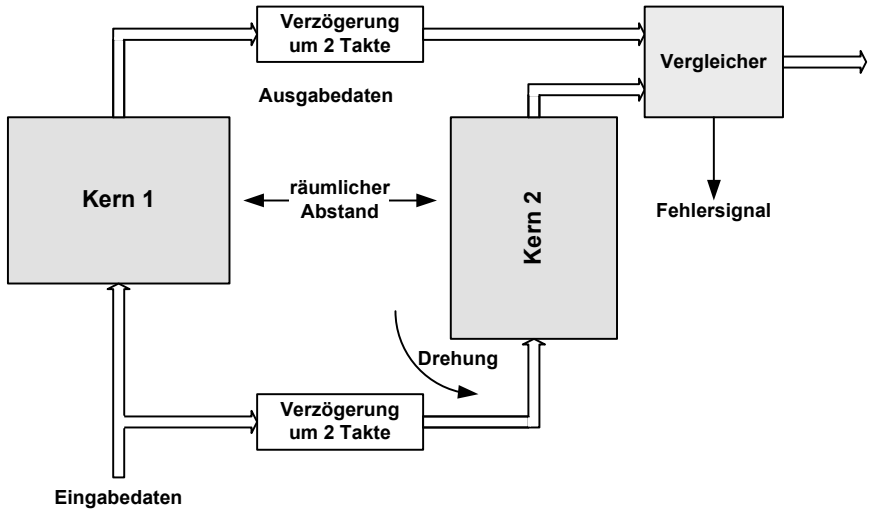 Verzögerung
um 2 Takte
Vergleicher
Ausgabedaten
Kern 1
räumlicher
Abstand
Kern 2
Fehlersignal
Drehung
Verzögerung
um 2 Takte
Eingabedaten